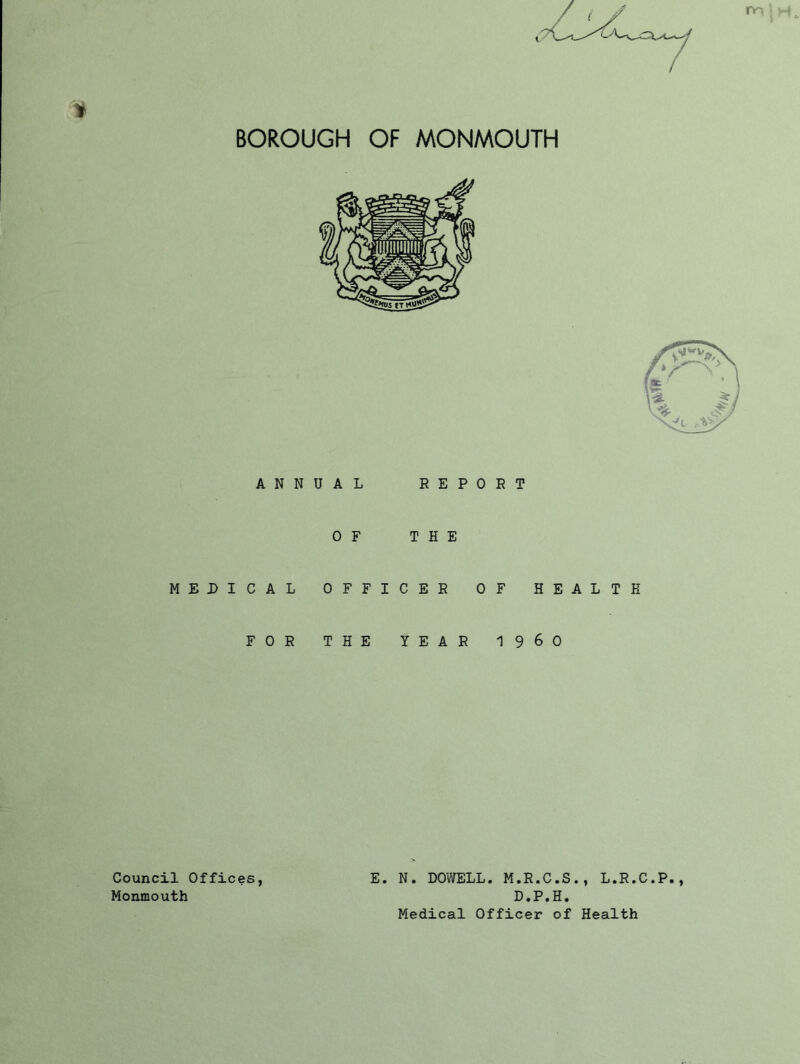 Library
BOROUGH OF MONMOUTH
ANNUAL REPORT
OF THE
MEDICAL OFFICER OF HEALTH
FOR THE YEAR 1960
Council Offices,
Monmouth
E. N. DOWELL. M.R.C.S., L.R.C.P.,
D.P.H.
Medical Officer of Health